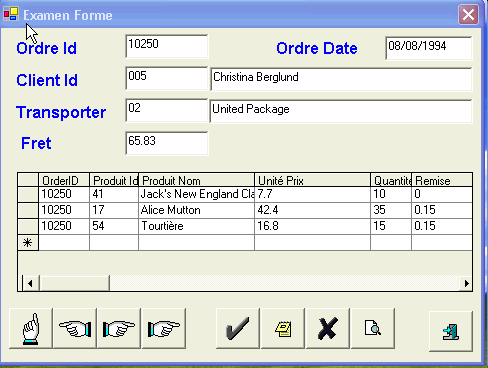 Examen Forme
Ordre Id 10250 Ordre Date 08/08/1994
Client Id 005 Christina Berglund
Transporter 02 United Package
Fret 65.83
OrderID Produit Id Produit Nom Unité Prix Quantité Remise
10250 41 Jack's New England Cla 7.7 10 0
10250 17 Alice Mutton 42.4 35 0.15
10250 54 Tourtière 16.8 15 0.15